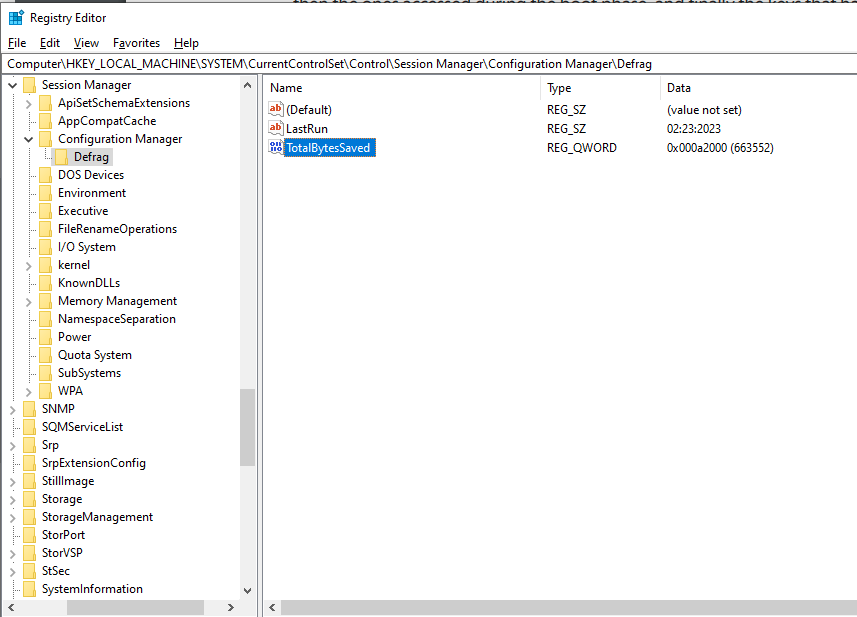 Registry Editor
File Edit View Favorites Help
Computer\HKEY_LOCAL_MACHINE\SYSTEM\CurrentControlSet\Control\Session Manager\Configuration Manager\Defrag
Session Manager
ApiSetSchemaExtensions
AppCompatCache
Configuration Manager
Defrag
DOS Devices
Environment
Executive
FileRenameOperations
I/O System
kernel
KnownDLLs
Memory Management
NamespaceSeparation
Power
Quota System
SubSystems
WPA
SNMP
SQMServiceList
Srp
SrpExtensionConfig
StillImage
Storage
StorageManagement
StorPort
StorVSP
StSec
SystemInformation
Name Type Data
(Default) REG_SZ (value not set)
LastRun REG_SZ 02:23:2023
TotalBytesSaved REG_QWORD 0x000a2000 (663552)